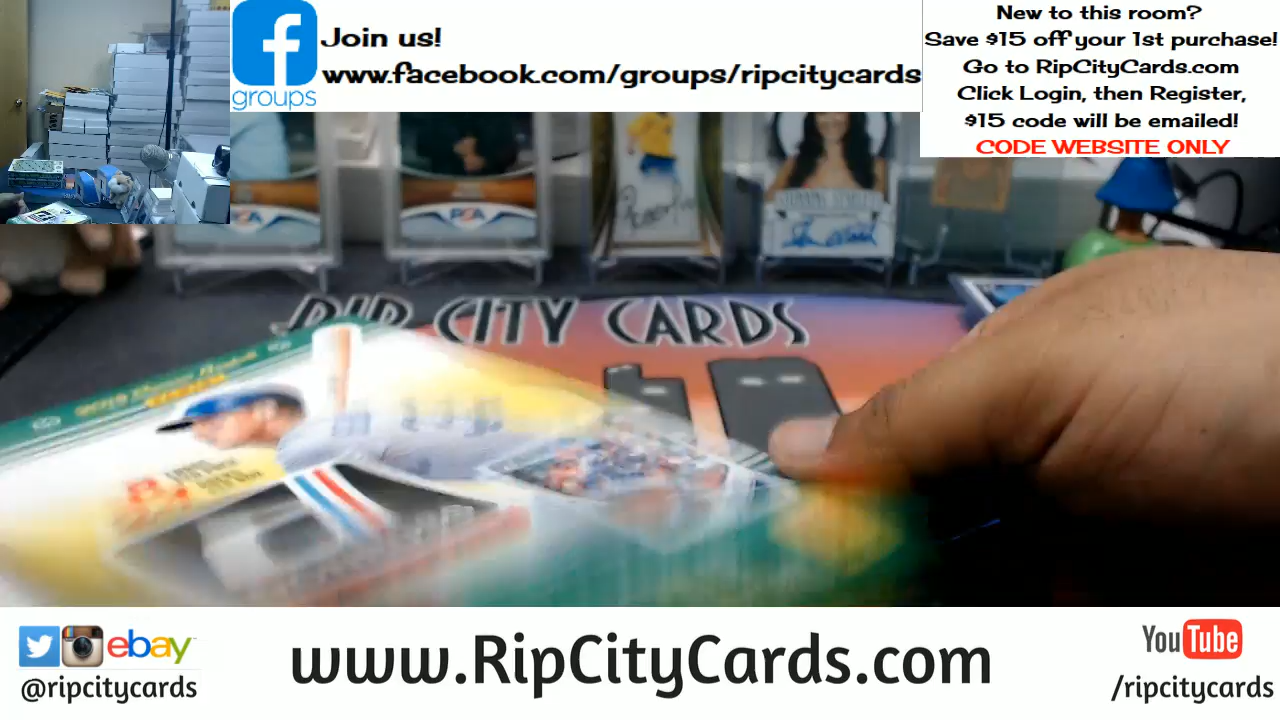 Join us!
www.facebook.com/groups/ripcitycards
groups
New to this room?
Save $15 off your 1st purchase!
Go to RipCityCards.com
Click Login, then Register,
$15 code will be emailed!
CODE WEBSITE ONLY
PSA
RIP CITY CARDS
ebay
@ripcitycards
www.RipCityCards.com
YouTube
/ripcitycards